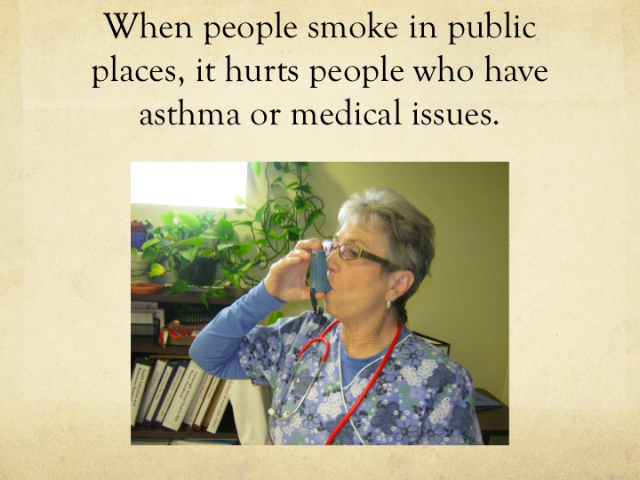 When people smoke in public
places, it hurts people who have
asthma or medical issues.